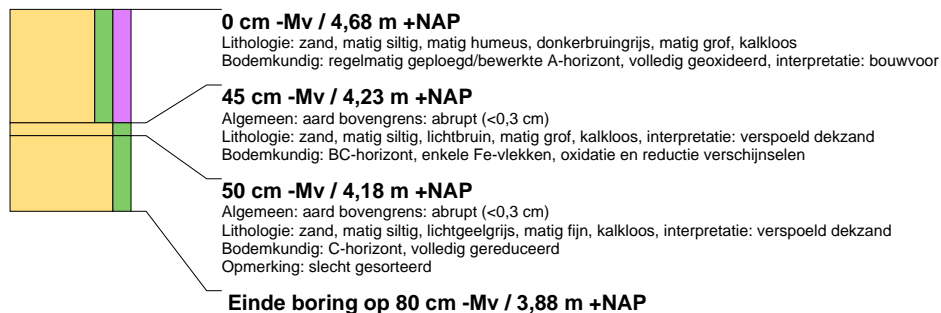 0 cm -Mv / 4,68 m +NAP
Lithologie: zand, matig siltig, matig humeus, donkerbruingrijs, matig grof, kalkloos
Bodemkundig: regelmatig geploegd/bewerkte A-horizont, volledig geoxideerd, interpretatie: bouwvoor
45 cm -Mv / 4,23 m +NAP
Algemeen: aard bovengrens: abrupt (<0,3 cm)
Lithologie: zand, matig siltig, lichtbruin, matig grof, kalkloos, interpretatie: verspoeld dekzand
Bodemkundig: BC-horizont, enkele Fe-vlekken, oxidatie en reductie verschijnselen
50 cm -Mv / 4,18 m +NAP
Algemeen: aard bovengrens: abrupt (<0,3 cm)
Lithologie: zand, matig siltig, lichtgeelgrijs, matig fijn, kalkloos, interpretatie: verspoeld dekzand
Bodemkundig: C-horizont, volledig gereduceerd
Opmerking: slecht gesorteerd
Einde boring op 80 cm -Mv / 3,88 m +NAP